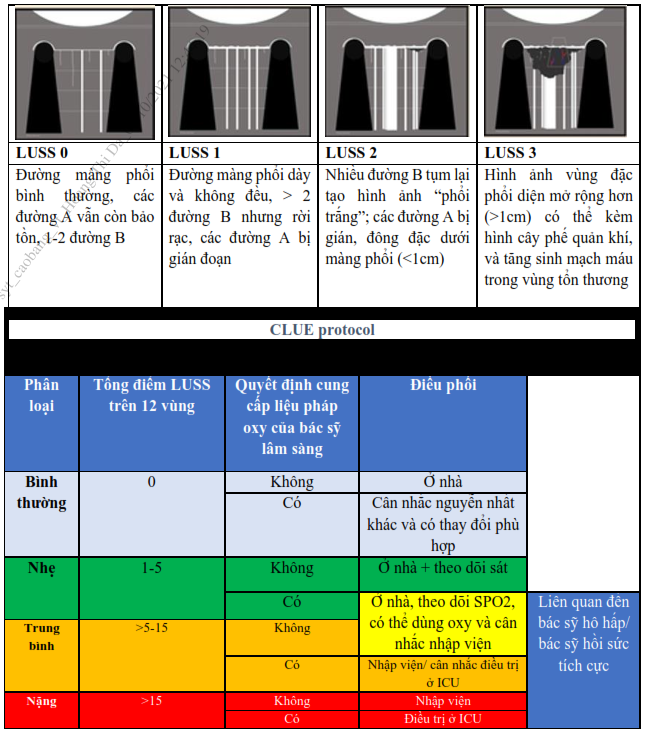 LUSS 0
LUSS 1
LUSS 2
LUSS 3
Đường màng phổi
bình thường, các
đường A vẫn còn bảo
tồn, 1-2 đường B
Đường màng phổi dày
và không đều, > 2
đường B nhưng rời
rạc, các đường A bị
gián đoạn
Nhiều đường B tụm lại
tạo hình ảnh “phổi
trắng”; các đường A bị
gián, đông đặc dưới
màng phổi (<1cm)
Hình ảnh vùng đặc
phổi diện mở rộng hơn
(>1cm) có thể kèm
hình cây phế quản khí,
và tăng sinh mạch máu
trong vùng tổn thương
CLUE protocol
Phân
loại
Tổng điểm LUSS
trên 12 vùng
Quyết định cung
cấp liệu pháp
oxy của bác sỹ
lâm sàng
Điều phối
Bình
thường
0
Không
Ở nhà
Có
Cân nhăc nguyễn nhât
khác và có thay đổi phù
hợp
Nhẹ
1-5
Không
Ở nhà + theo dõi sát
Có
Ở nhà, theo dõi SPO2,
có thể dùng oxy và cân
nhắc nhập viện
Liên quan đên
bác sỹ hô hấp/
bác sỹ hồi sức
tích cực
Trung
bình
>5-15
Không
Có
Nhập viện/ cân nhắc điều trị
ở ICU
Nặng
>15
Không
Nhập viện
Có
Điều trị ở ICU